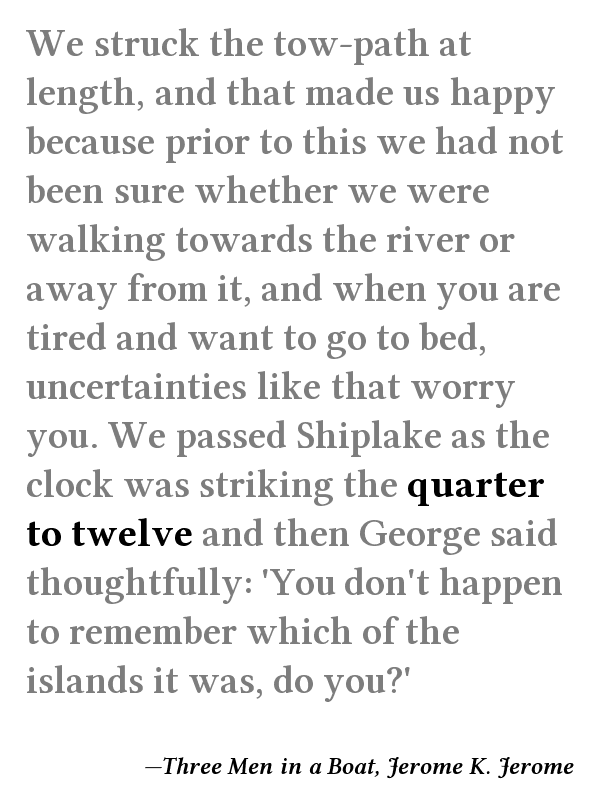 We struck the tow-path at
length, and that made us happy
because prior to this we had not
been sure whether we were
walking towards the river or
away from it, and when you are
tired and want to go to bed,
uncertainties like that worry
you. We passed Shiplake as the
clock was striking the quarter
to twelve and then George said
thoughtfully: 'You don't happen
to remember which of the
islands it was, do you?'
—Three Men in a Boat, Jerome K. Jerome